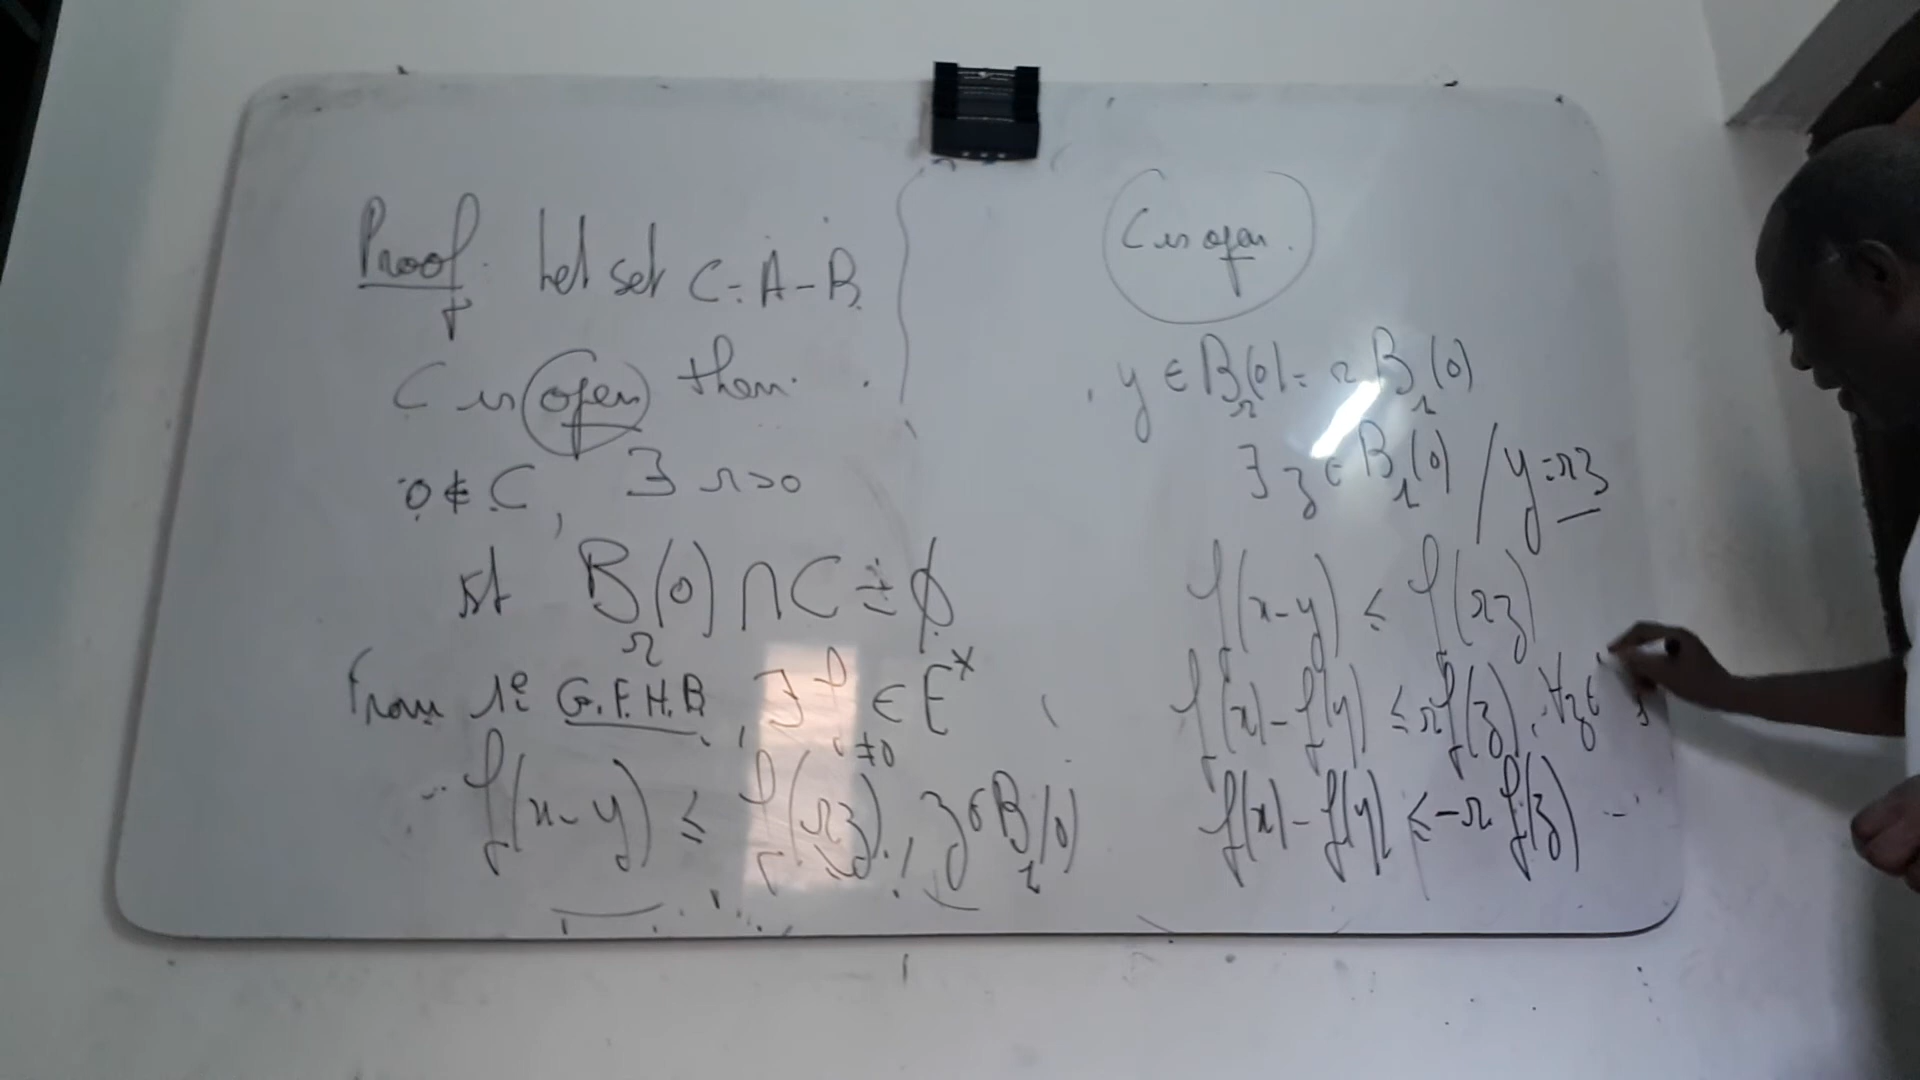 Proof. Let set C = A - B.
C is open then
0 ∉ C, ∃ r>0
st B_r(0) ∩ C ≠ ∅
From 1e G.F.H.B, ∃ f ∈ E*
≠0
f(x-y) ≤ f(rz), z ∈ B_1(0)
C is open.
y ∈ B_r(0) = r B_1(0)
∃ z ∈ B_1(0) / y = rz
f(x-y) ≤ f(rz)
f(x) - f(y) ≤ r f(z), ∀z ∈
f(x) - f(y) ≤ -r f(z)